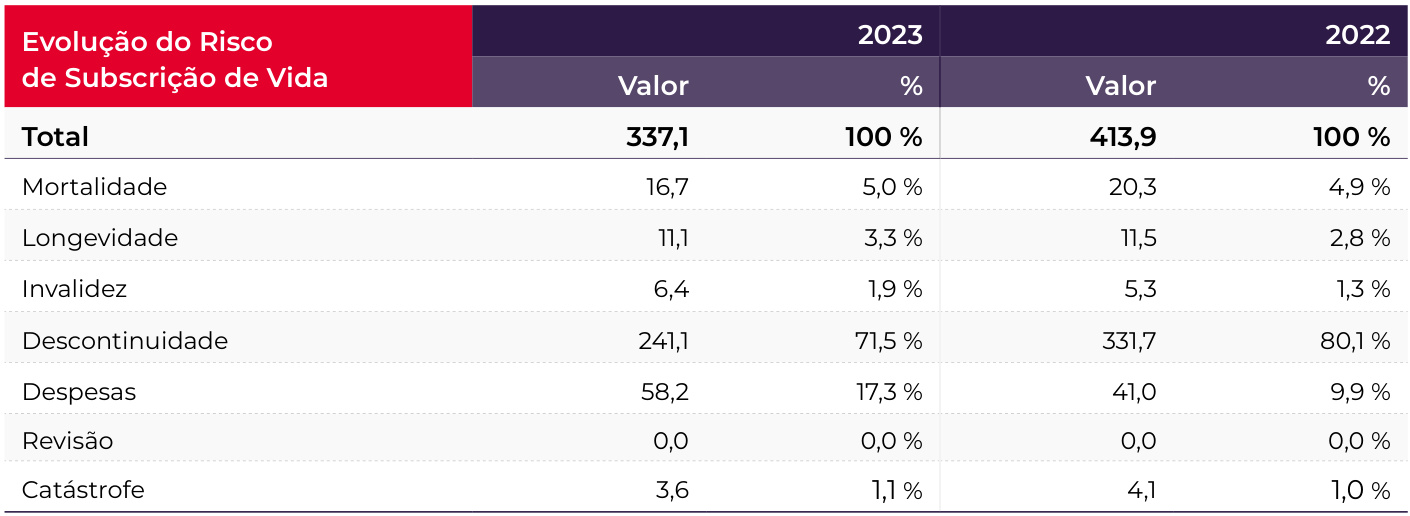 Evolução do Risco
de Subscrição de Vida
2023 2022
Valor % Valor %
Total 337,1 100 % 413,9 100 %
Mortalidade 16,7 5,0 % 20,3 4,9 %
Longevidade 11,1 3,3 % 11,5 2,8 %
Invalidez 6,4 1,9 % 5,3 1,3 %
Descontinuidade 241,1 71,5 % 331,7 80,1 %
Despesas 58,2 17,3 % 41,0 9,9 %
Revisão 0,0 0,0 % 0,0 0,0 %
Catástrofe 3,6 1,1 % 4,1 1,0 %